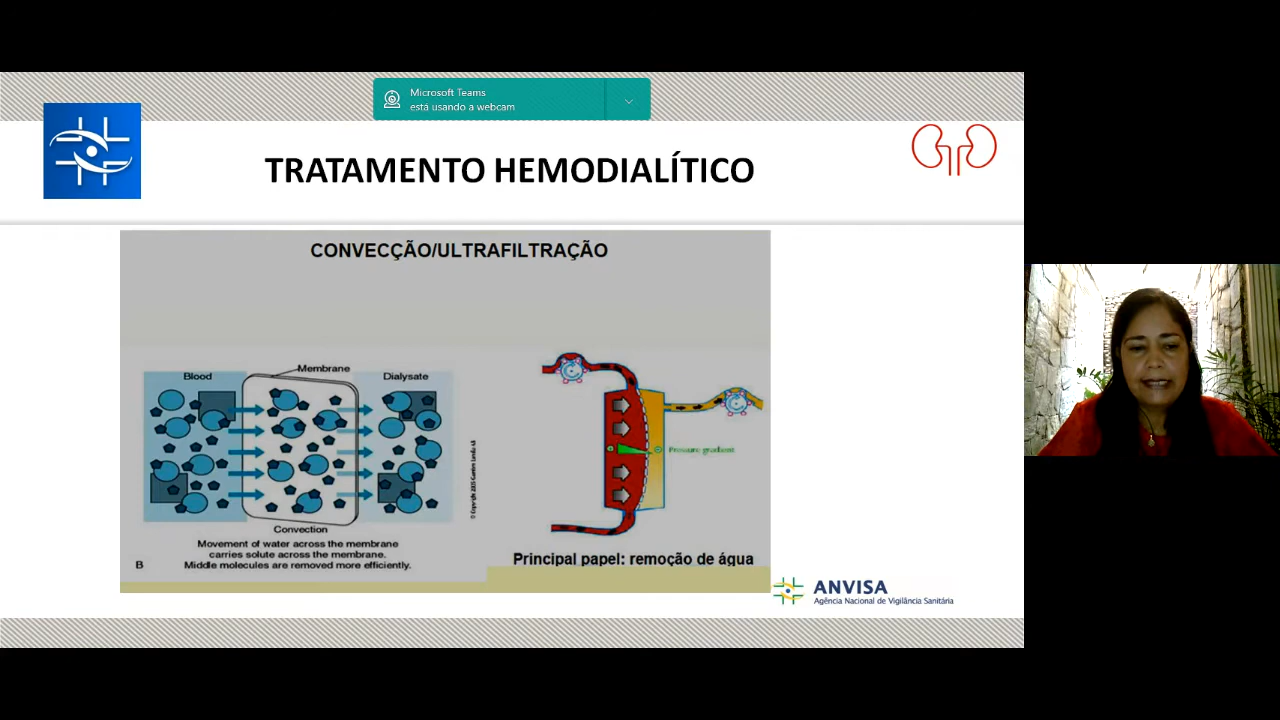 Microsoft Teams
está usando a webcam
TRATAMENTO HEMODIALÍTICO
CONVECÇÃO/ULTRAFILTRAÇÃO
Membrane
Blood
Dialysate
Pressure gradient
Convection
Movement of water across the membrane
carries solute across the membrane.
Middle molecules are removed more efficiently.
B
Principal papel: remoção de água
ANVISA
Agência Nacional de Vigilância Sanitária